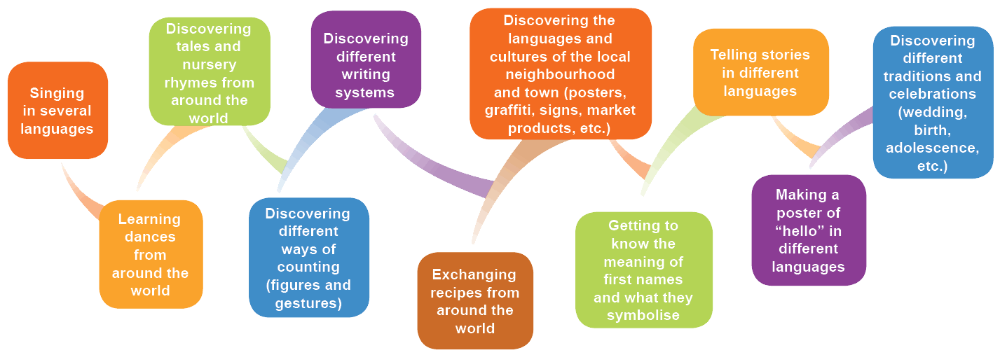 Singing
in several
languages
Learning
dances
from
around the
world
Discovering
tales and
nursery
rhymes from
around the
world
Discovering
different
ways of
counting
(figures and
gestures)
Discovering
different
writing
systems
Exchanging
recipes from
around the
world
Discovering the
languages and
cultures of the local
neighbourhood
and town (posters,
graffiti, signs, market
products, etc.)
Getting to
know the
meaning of
first names
and what they
symbolise
Telling stories
in different
languages
Making a
poster of
“hello” in
different
languages
Discovering
different
traditions and
celebrations
(wedding,
birth,
adolescence,
etc.)